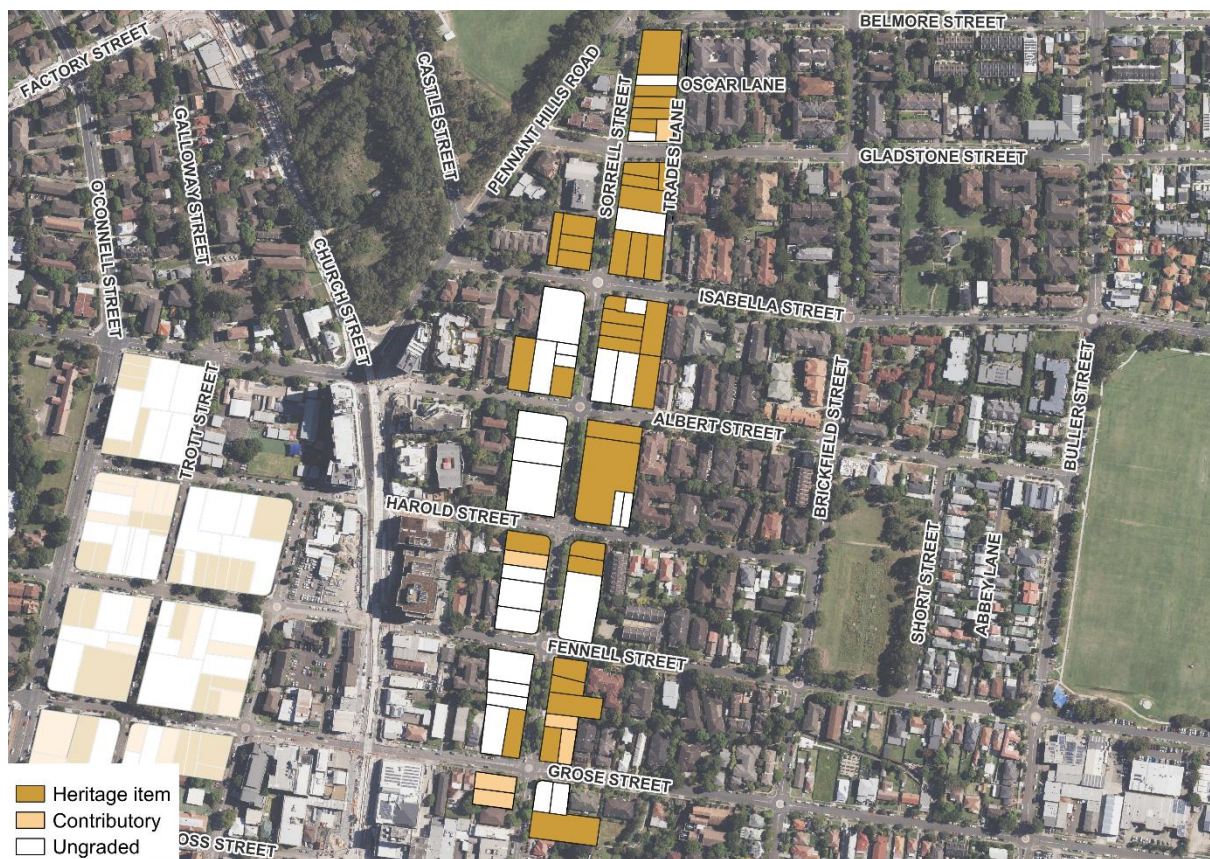 BELMORE STREET
FACTORY STREET
CASTLE STREET
PENNANT HILLS ROAD
OSCAR LANE
SORRELL STREET
TRADES LANE
GALLOWAY STREET
GLADSTONE STREET
OCONNELL STREET
CHURCH STREET
ISABELLA STREET
TROTT STREET
BRICKFIELD STREET
BULLER STREET
ALBERT STREET
HAROLD STREET
SHORT STREET
ABBEY LANE
FENNELL STREET
GROSE STREET
Heritage item
Contributory
Ungraded
OSS STREET